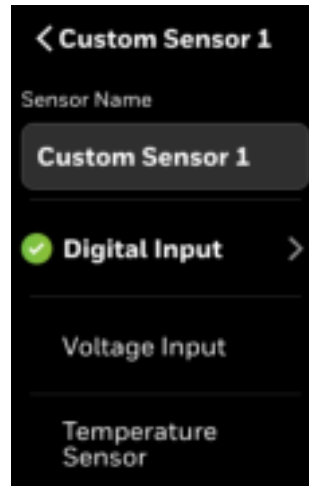 Custom Sensor 1
Sensor Name
Custom Sensor 1
Digital Input
Voltage Input
Temperature
Sensor